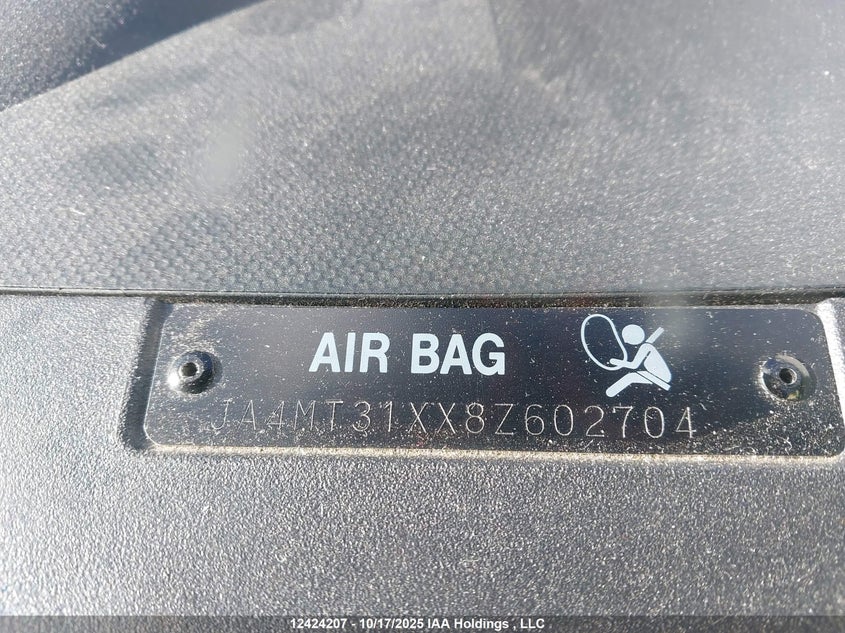 AIR BAG
JA4MT31XX8Z602704
12424207 - 10/17/2025 IAA Holdings , LLC